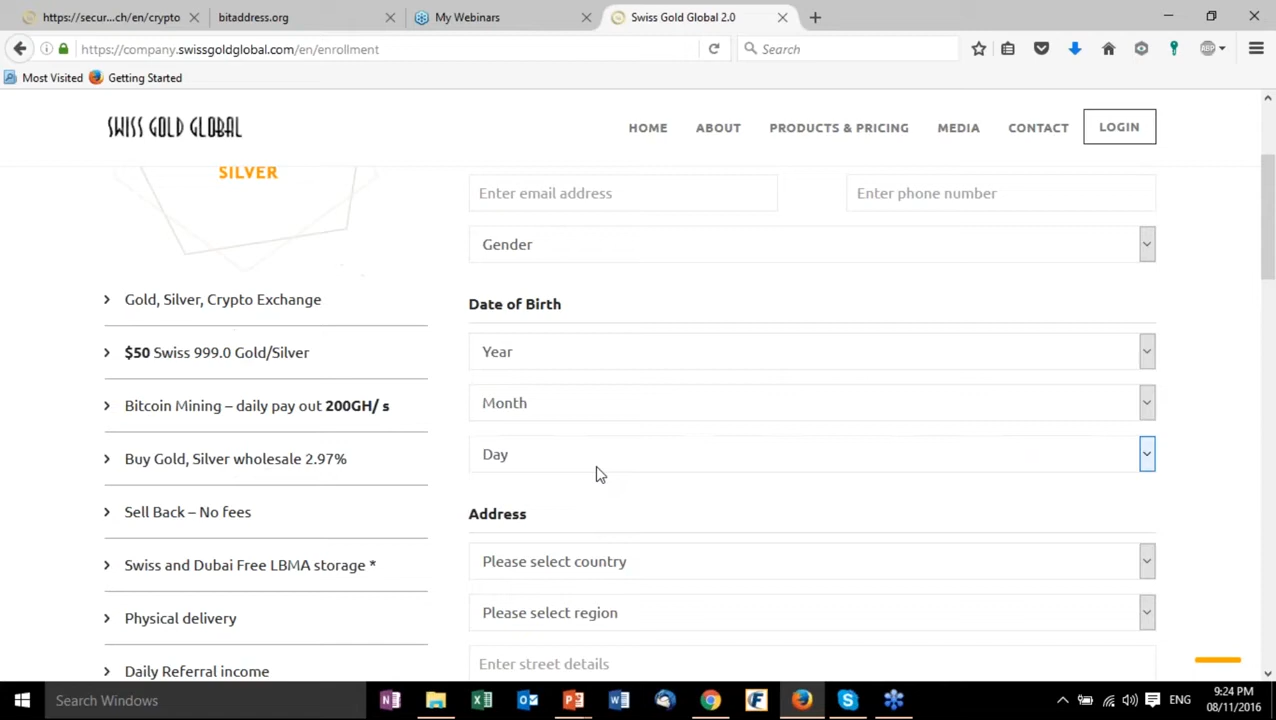 https://secur...ch/en/crypto
bitaddress.org
My Webinars
Swiss Gold Global 2.0
https://company.swissgoldglobal.com/en/enrollment
Search
ABP
Most Visited
Getting Started
SWISS GOLD GLOBAL
HOME
ABOUT
PRODUCTS & PRICING
MEDIA
CONTACT
LOGIN
SILVER
Gold, Silver, Crypto Exchange
$50 Swiss 999.0 Gold/Silver
Bitcoin Mining – daily pay out 200GH/ s
Buy Gold, Silver wholesale 2.97%
Sell Back – No fees
Swiss and Dubai Free LBMA storage *
Physical delivery
Daily Referral income
Enter email address
Enter phone number
Gender
Date of Birth
Year
Month
Day
Address
Please select country
Please select region
Enter street details
Search Windows
ENG
9:24 PM
08/11/2016